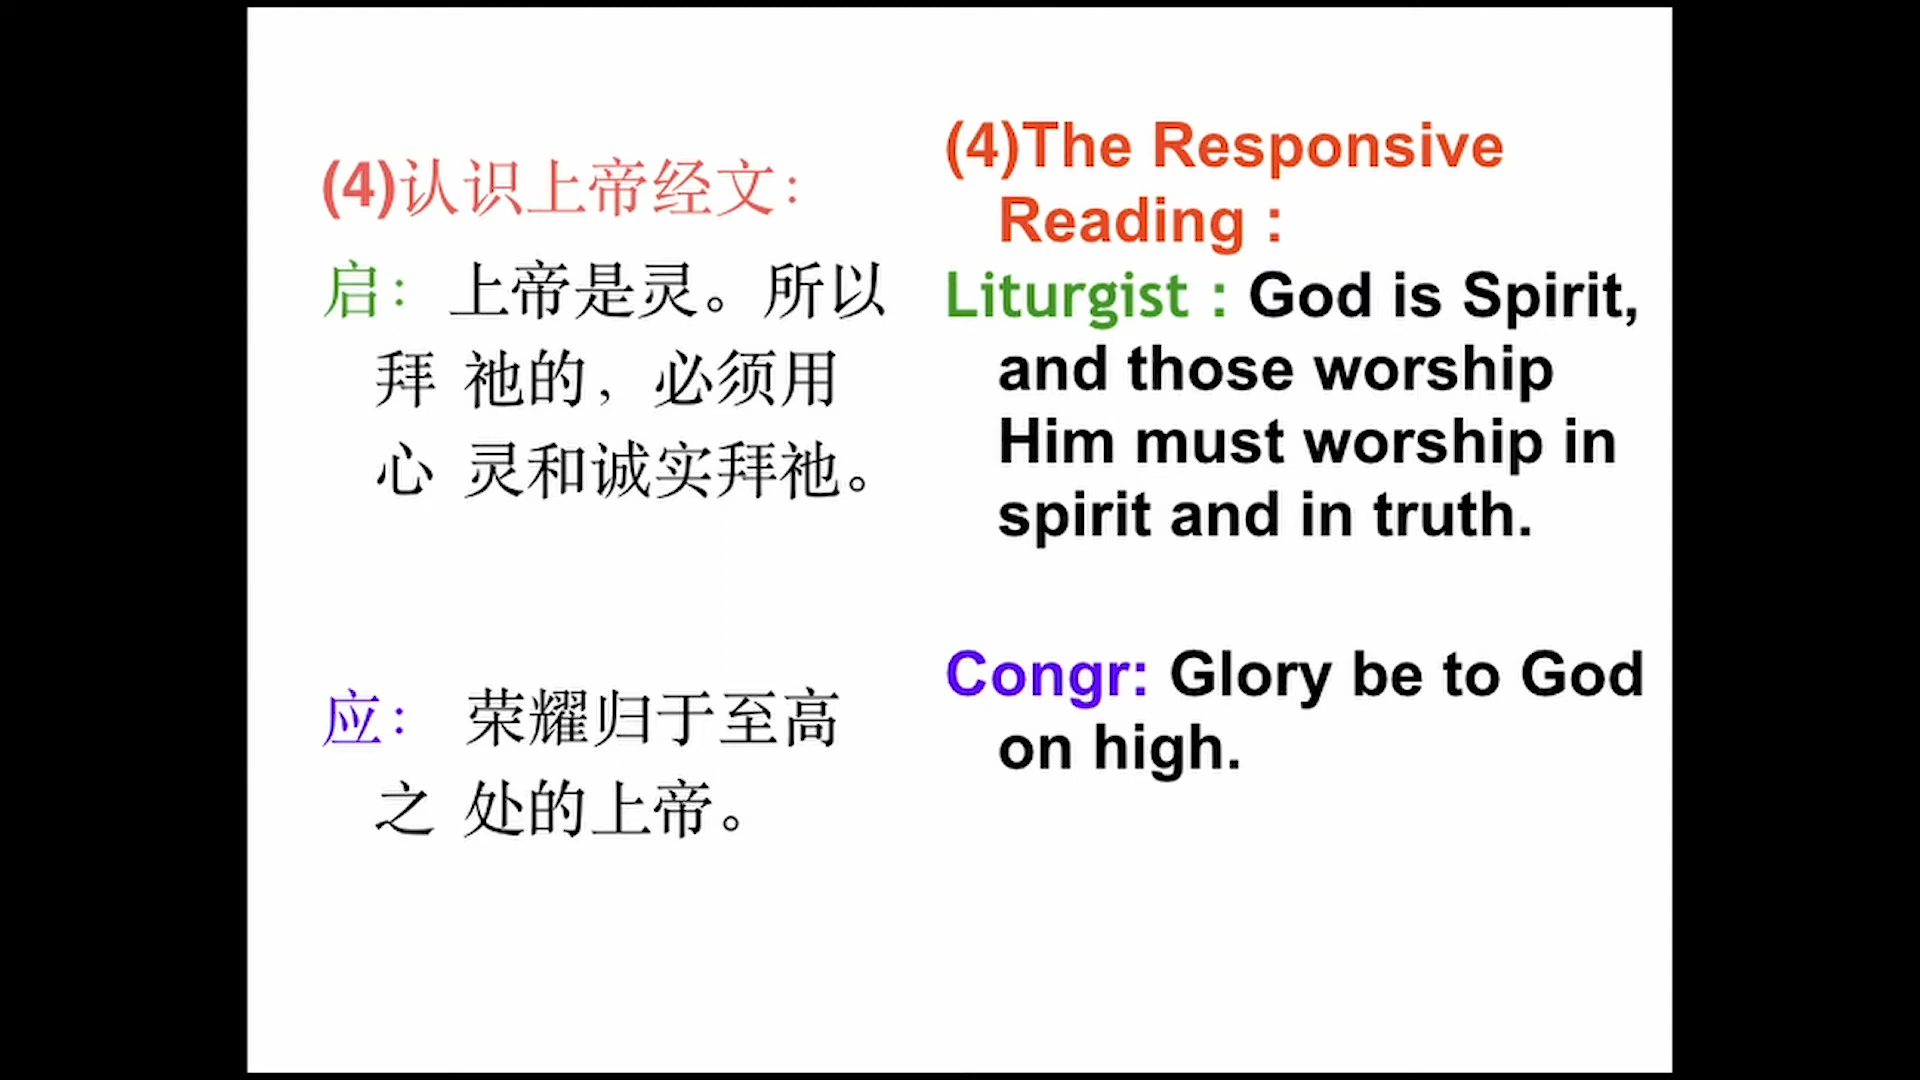 (4)认识上帝经文：
启： 上帝是灵。所以
拜 祂的，必须用
心 灵和诚实拜祂。
应： 荣耀归于至高
之 处的上帝。
(4)The Responsive
Reading :
Liturgist : God is Spirit,
and those worship
Him must worship in
spirit and in truth.
Congr: Glory be to God
on high.